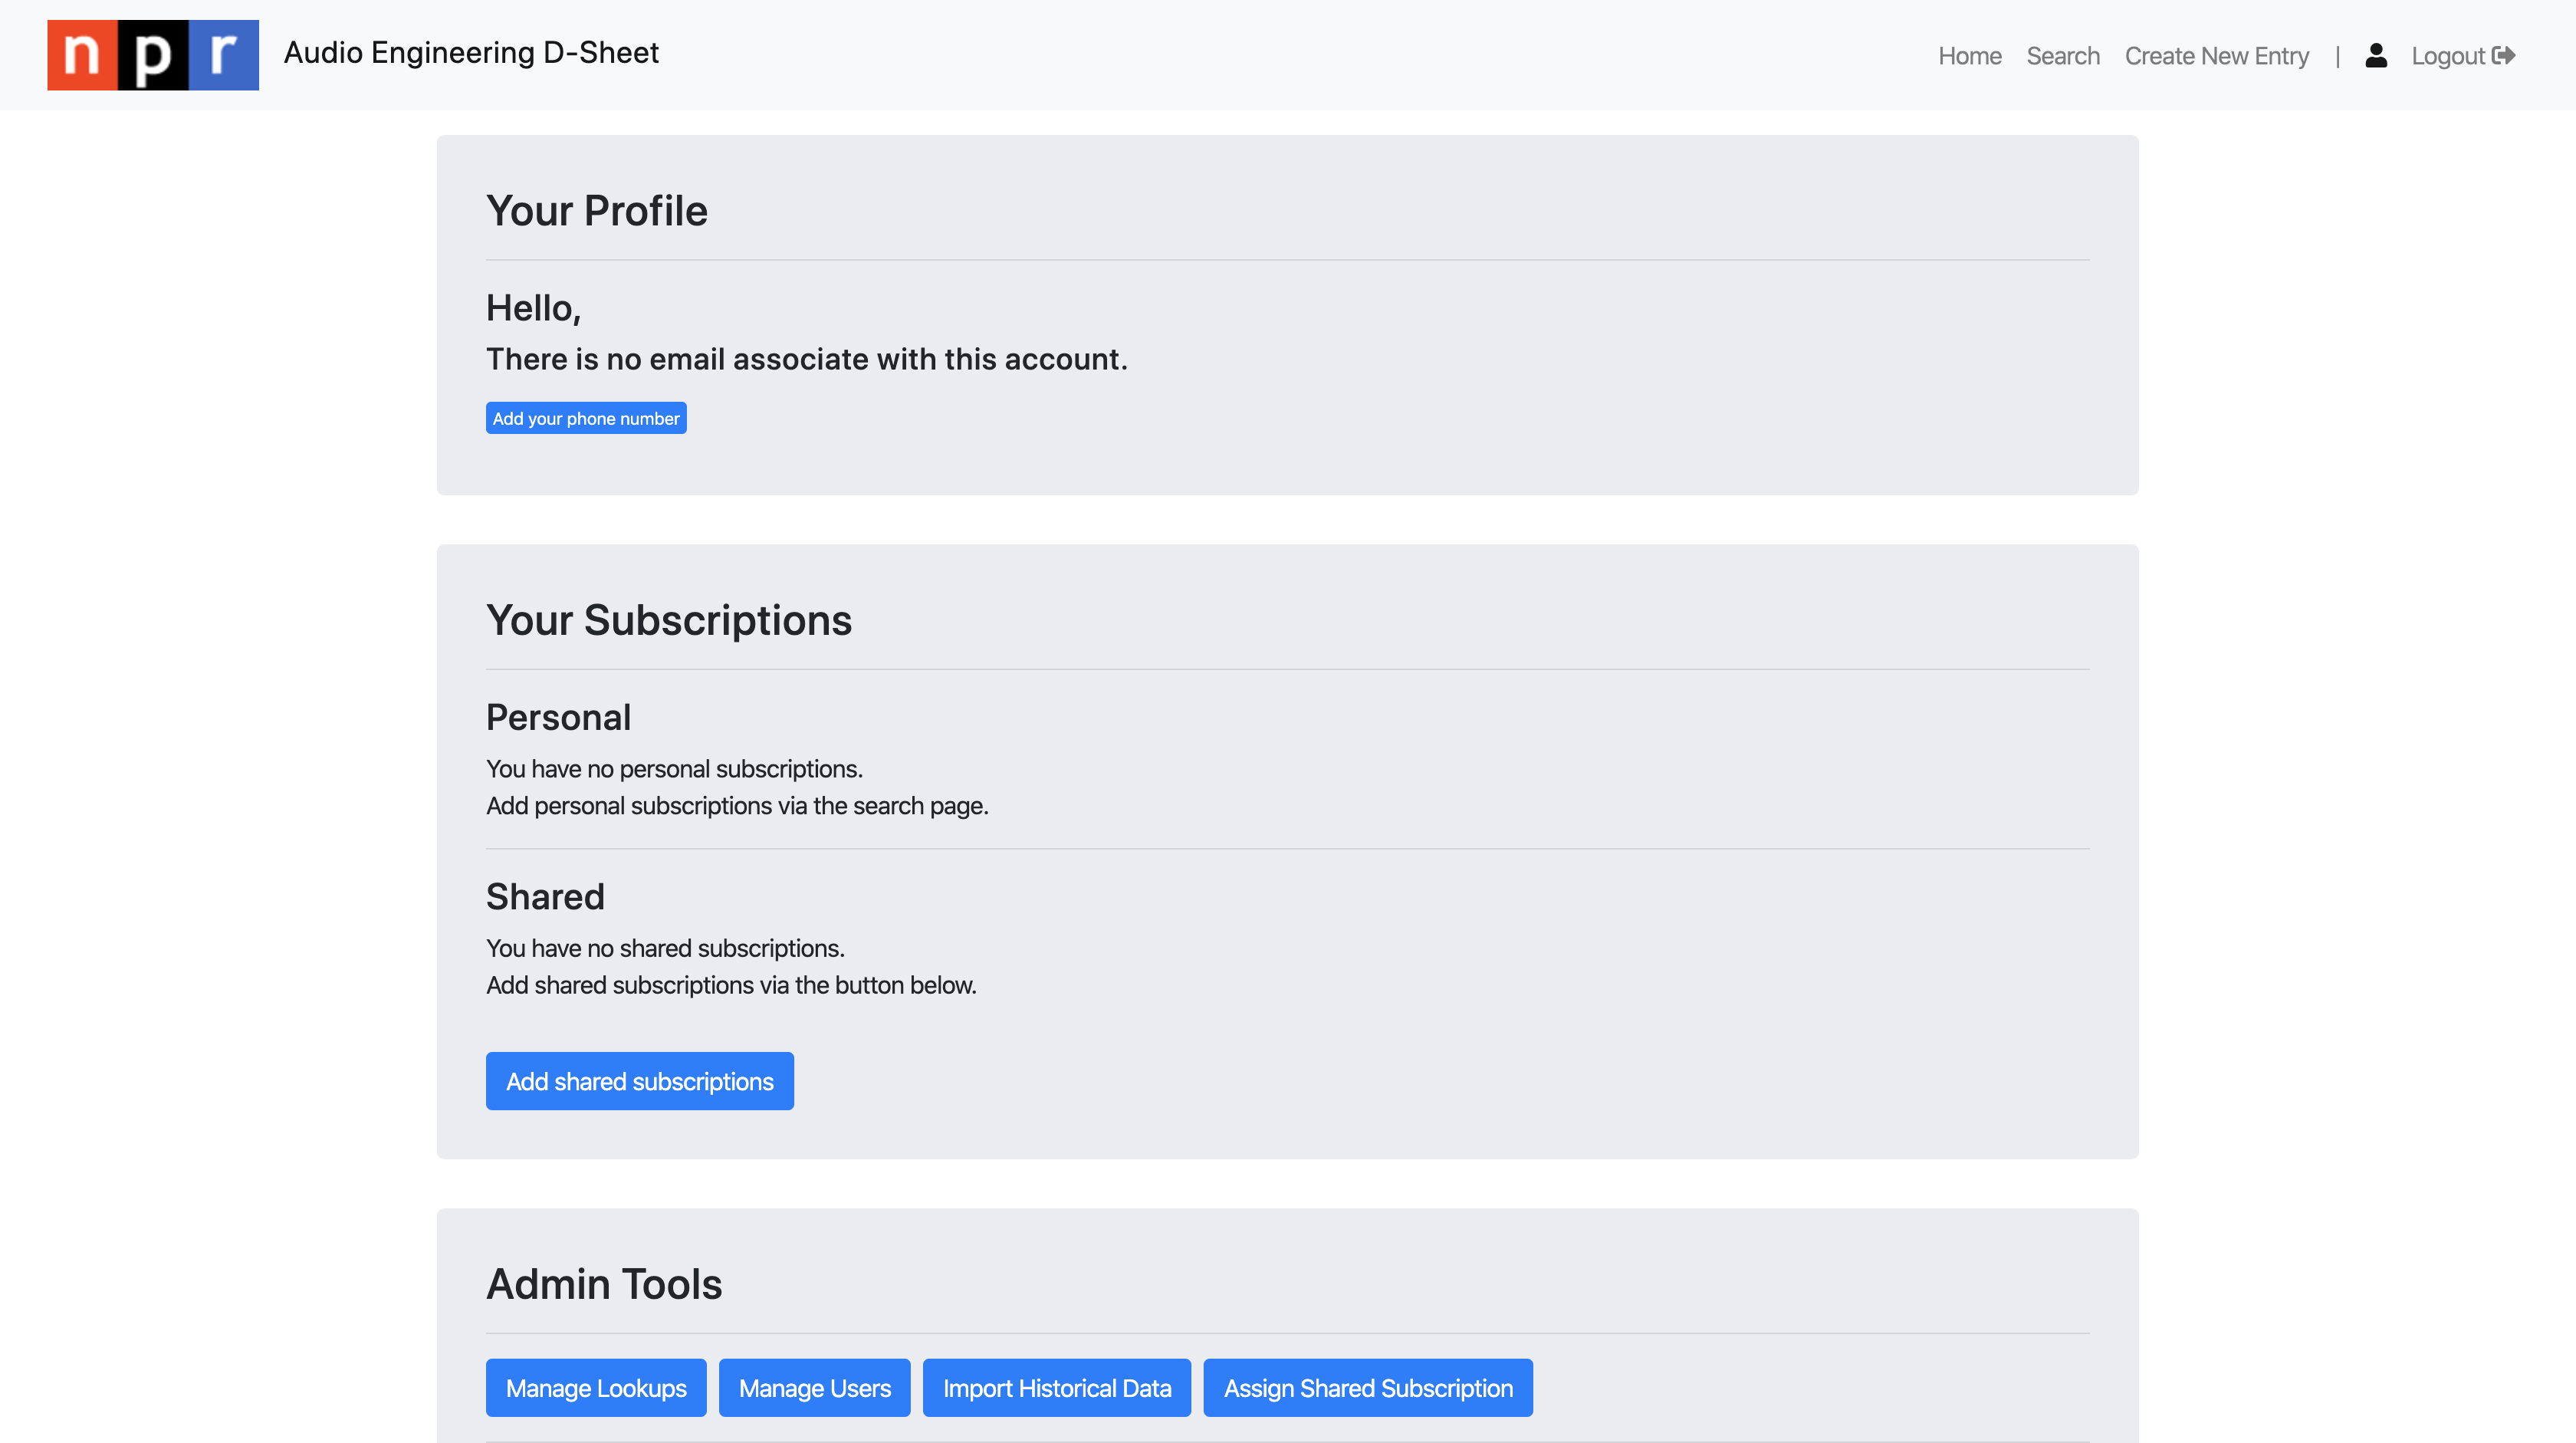 npr
Audio Engineering D-Sheet
Home Search Create New Entry | Logout
Your Profile
Hello,
There is no email associate with this account.
Add your phone number
Your Subscriptions
Personal
You have no personal subscriptions.
Add personal subscriptions via the search page.
Shared
You have no shared subscriptions.
Add shared subscriptions via the button below.
Add shared subscriptions
Admin Tools
Manage Lookups Manage Users Import Historical Data Assign Shared Subscription